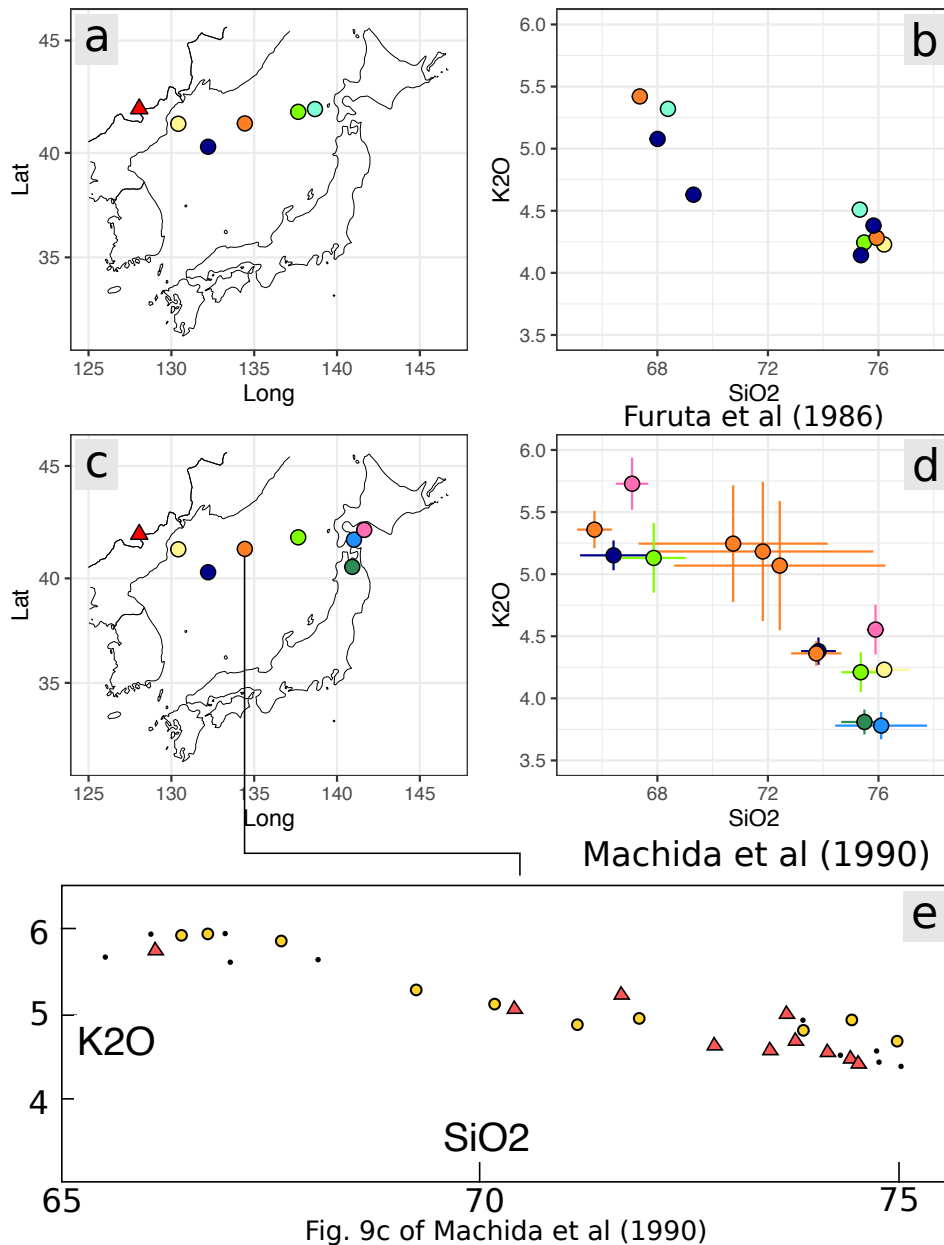 a
45
40
35
Lat
125 130 135 140 145
Long
b
6.0
5.5
5.0
4.5
4.0
3.5
K2O
68 72 76
SiO2
Furuta et al (1986)
c
45
40
35
Lat
125 130 135 140 145
Long
d
6.0
5.5
5.0
4.5
4.0
3.5
K2O
68 72 76
SiO2
Machida et al (1990)
e
6
5
4
K2O
SiO2
65 70 75
Fig. 9c of Machida et al (1990)